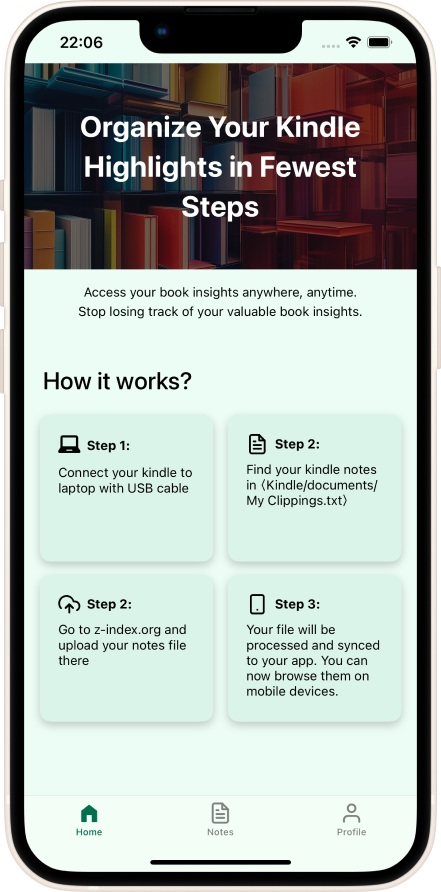 22:06
Organize Your Kindle
Highlights in Fewest
Steps
Access your book insights anywhere, anytime.
Stop losing track of your valuable book insights.
How it works?
Step 1:
Connect your kindle to
laptop with USB cable
Step 2:
Find your kindle notes
in (Kindle/documents/
My Clippings.txt)
Step 2:
Go to z-index.org and
upload your notes file
there
Step 3:
Your file will be
processed and synced
to your app. You can
now browse them on
mobile devices.
Home
Notes
Profile